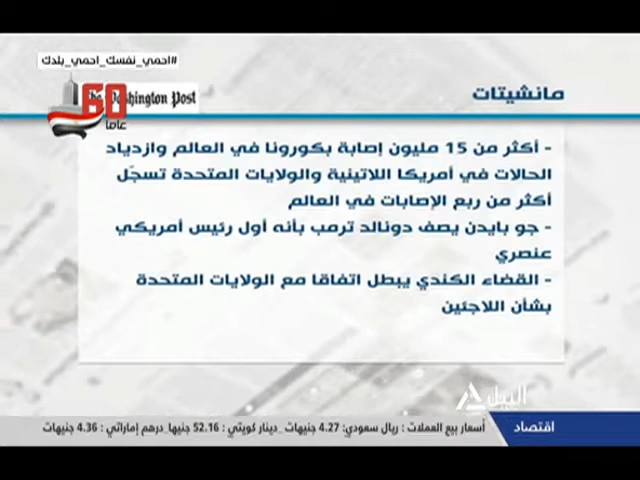 #احمي_نفسك_احمي_بلدك
60
عاما
The Washington Post
مانشيتات
- أكثر من 15 مليون إصابة بكورونا في العالم وازدياد
الحالات في أمريكا اللاتينية والولايات المتحدة تسجّل
أكثر من ربع الإصابات في العالم
- جو بايدن يصف دونالد ترمب بأنه أول رئيس أمريكي
عنصري
- القضاء الكندي يبطل اتفاقا مع الولايات المتحدة
بشأن اللاجئين
النيل
اقتصاد
أسعار بيع العملات : ريال سعودي: 4.27 جنيهات _دينار كويتي : 52.16 جنيها_درهم إماراتي : 4.36 جنيهات